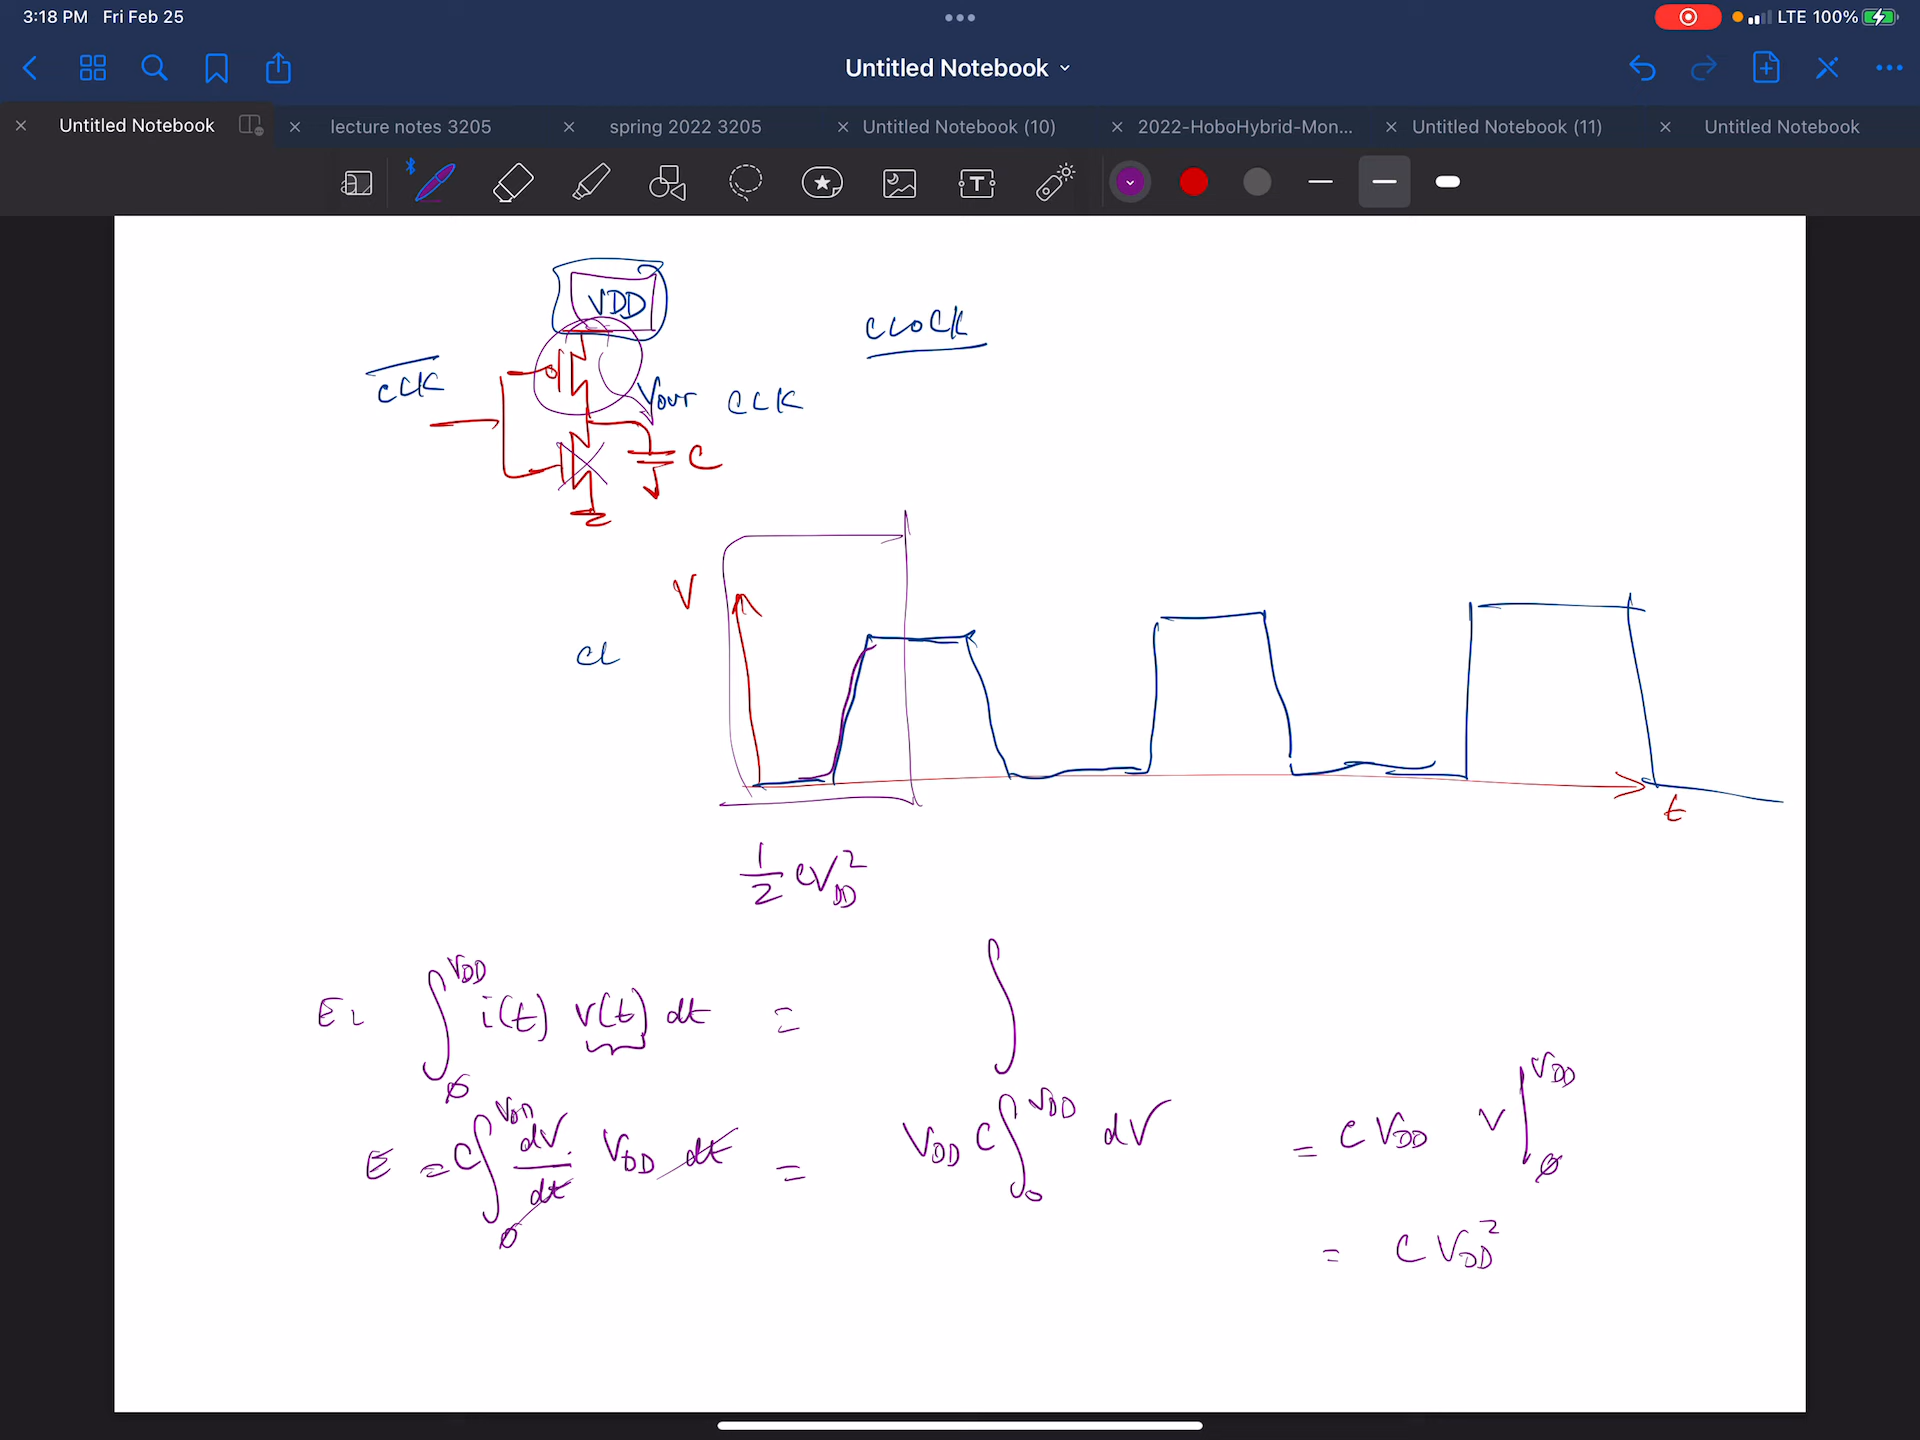 3:18 PM Fri Feb 25
LTE 100%
Untitled Notebook
Untitled Notebook
lecture notes 3205
spring 2022 3205
Untitled Notebook (10)
2022-HoboHybrid-Mon...
Untitled Notebook (11)
Untitled Notebook
T
VDD
CLOCK
C̅L̅K̅
Your CLK
C
V
CL
t
1/2 CV_DD^2
E = ∫_0^VDD i(t) v(t) dt = ∫
E = C ∫_0^VDD dV/dt V_DD dt = V_DD C ∫_0^VDD dV = C V_DD V |_0^VDD
= C V_DD^2